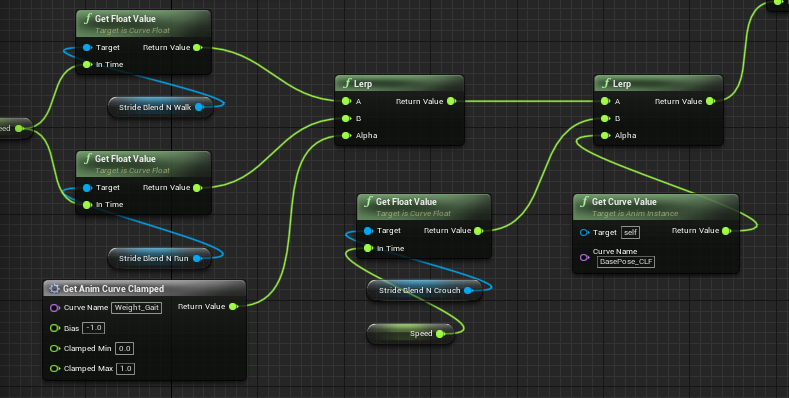 Get Float Value
Target is Curve Float
Target
Return Value
In Time
Stride Blend N Walk
eed
Get Float Value
Target is Curve Float
Target
Return Value
In Time
Stride Blend N Run
Get Anim Curve Clamped
Curve Name Weight_Gait
Return Value
Bias -1.0
Clamped Min 0.0
Clamped Max 1.0
Lerp
A
Return Value
B
Alpha
Get Float Value
Target is Curve Float
Target
Return Value
In Time
Stride Blend N Crouch
Speed
Lerp
A
Return Value
B
Alpha
Get Curve Value
Target is Anim Instance
Target self
Return Value
Curve Name
BasePose_CLF